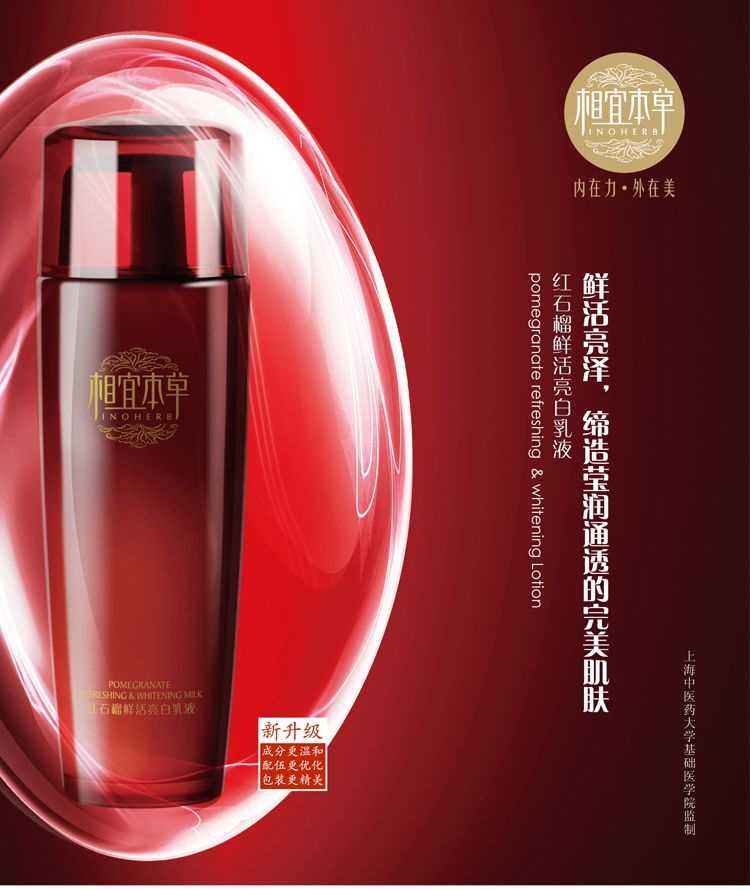 相宜本草
INOHERB
内在力·外在美
鲜活亮泽，缔造莹润通透的完美肌肤
红石榴鲜活亮白乳液
pomegranate refreshing & whitening Lotion
上海中医药大学基础医学院监制
相宜本草
INOHERB
POMEGRANATE
REFRESHING & WHITENING MILK
红石榴鲜活亮白乳液
新升级
成分更温和
配伍更优化
包装更精美